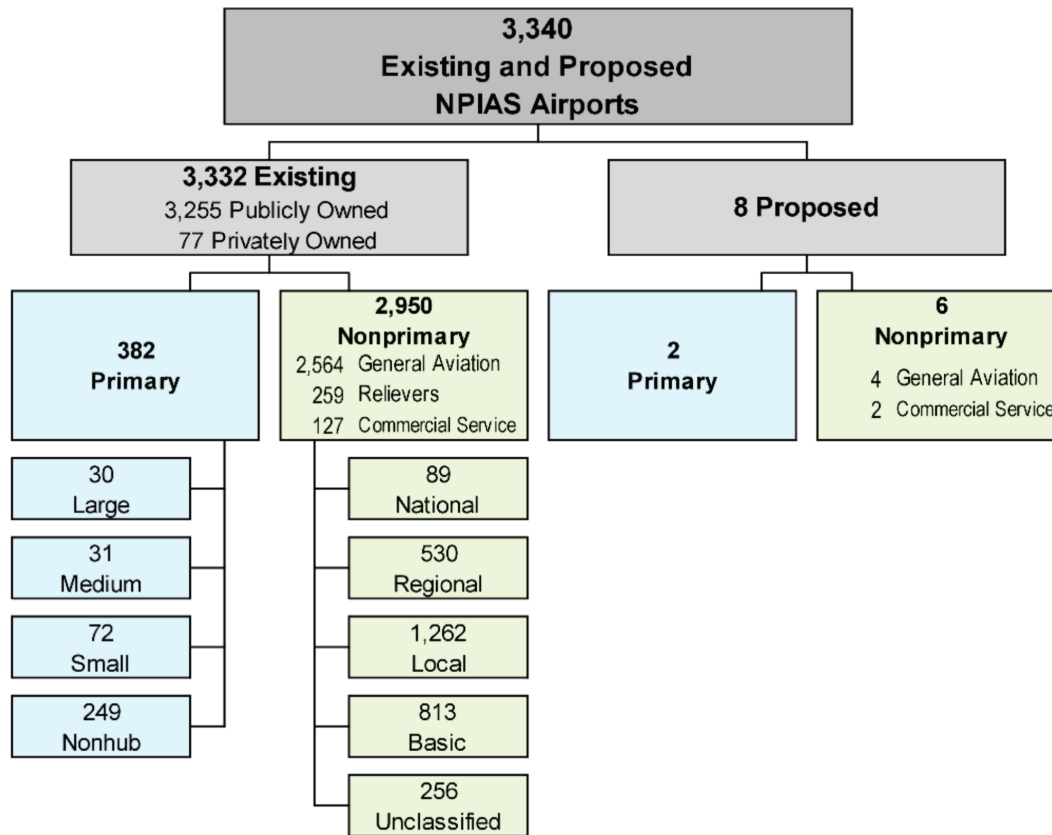 3,340
Existing and Proposed
NPIAS Airports
3,332 Existing
3,255 Publicly Owned
77 Privately Owned
8 Proposed
382
Primary
2,950
Nonprimary
2,564 General Aviation
259 Relievers
127 Commercial Service
2
Primary
6
Nonprimary
4 General Aviation
2 Commercial Service
30
Large
31
Medium
72
Small
249
Nonhub
89
National
530
Regional
1,262
Local
813
Basic
256
Unclassified